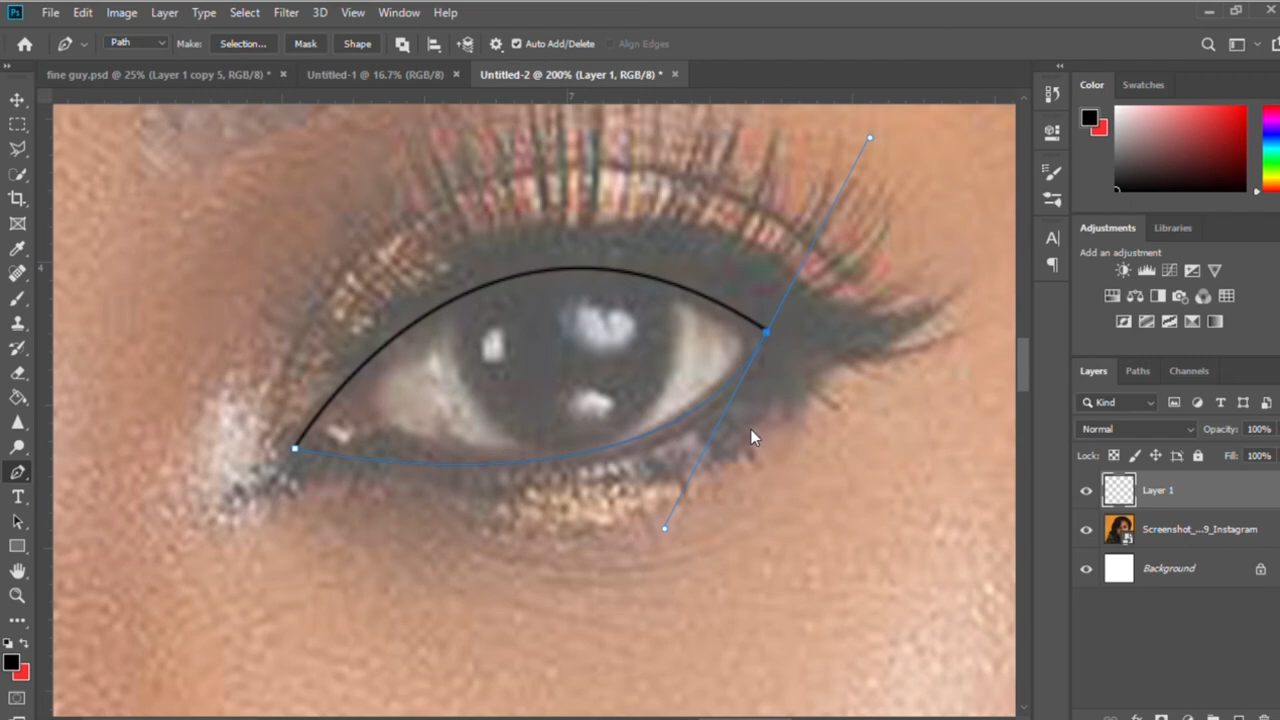 Ps File Edit Image Layer Type Select Filter 3D View Window Help
Path Make: Selection... Mask Shape Auto Add/Delete Align Edges
fine guy.psd @ 25% (Layer 1 copy 5, RGB/8) * Untitled-1 @ 16.7% (RGB/8) Untitled-2 @ 200% (Layer 1, RGB/8) *
7
4
Color Swatches
Adjustments Libraries
Add an adjustment
Layers Paths Channels
Kind
Normal Opacity: 100%
Lock: Fill: 100%
Layer 1
Screenshot_...9_Instagram
Background